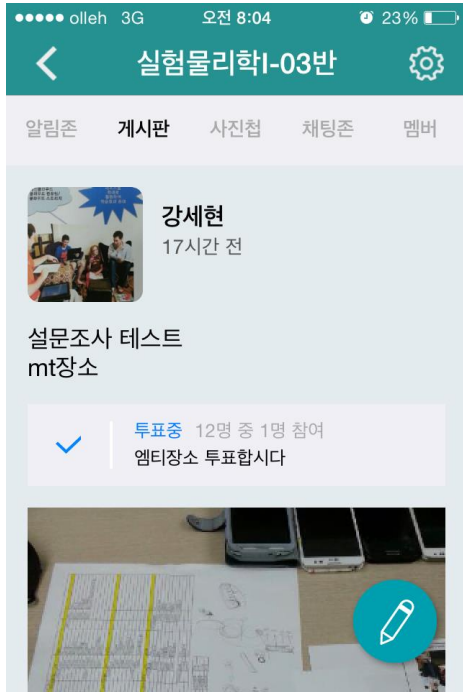 olleh 3G 오전 8:04 23%
실험물리학I-03반
알림존 게시판 사진첩 채팅존 멤버
강세현
17시간 전
설문조사 테스트
mt장소
투표중 12명 중 1명 참여
엠티장소 투표합시다